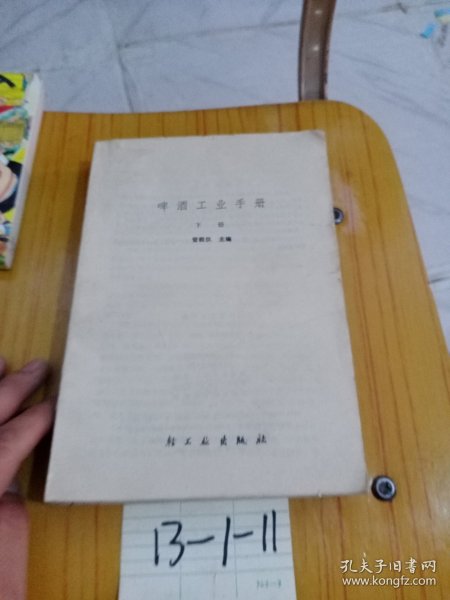 啤酒工业手册
下册
管敦仪 主编
轻工业出版社
13-1-11
孔夫子旧书网
www.kongfz.com